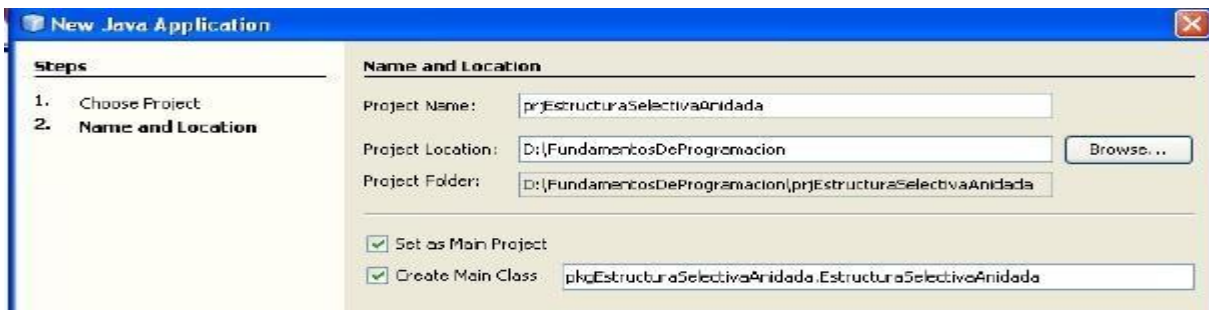 New Java Application
Steps
1. Choose Project
2. Name and Location
Name and Location
Project Name: prjEstructuraSelectivaAnidada
Project Location: D:\FundamentosDeProgramacion Browse...
Project Folder: D:\FundamentosDeProgramacion\prjEstructuraSelectivaAnidada
Set as Main Project
Create Main Class pkgEstructuraSelectivaAnidada.EstructuraSelectivaAnidada